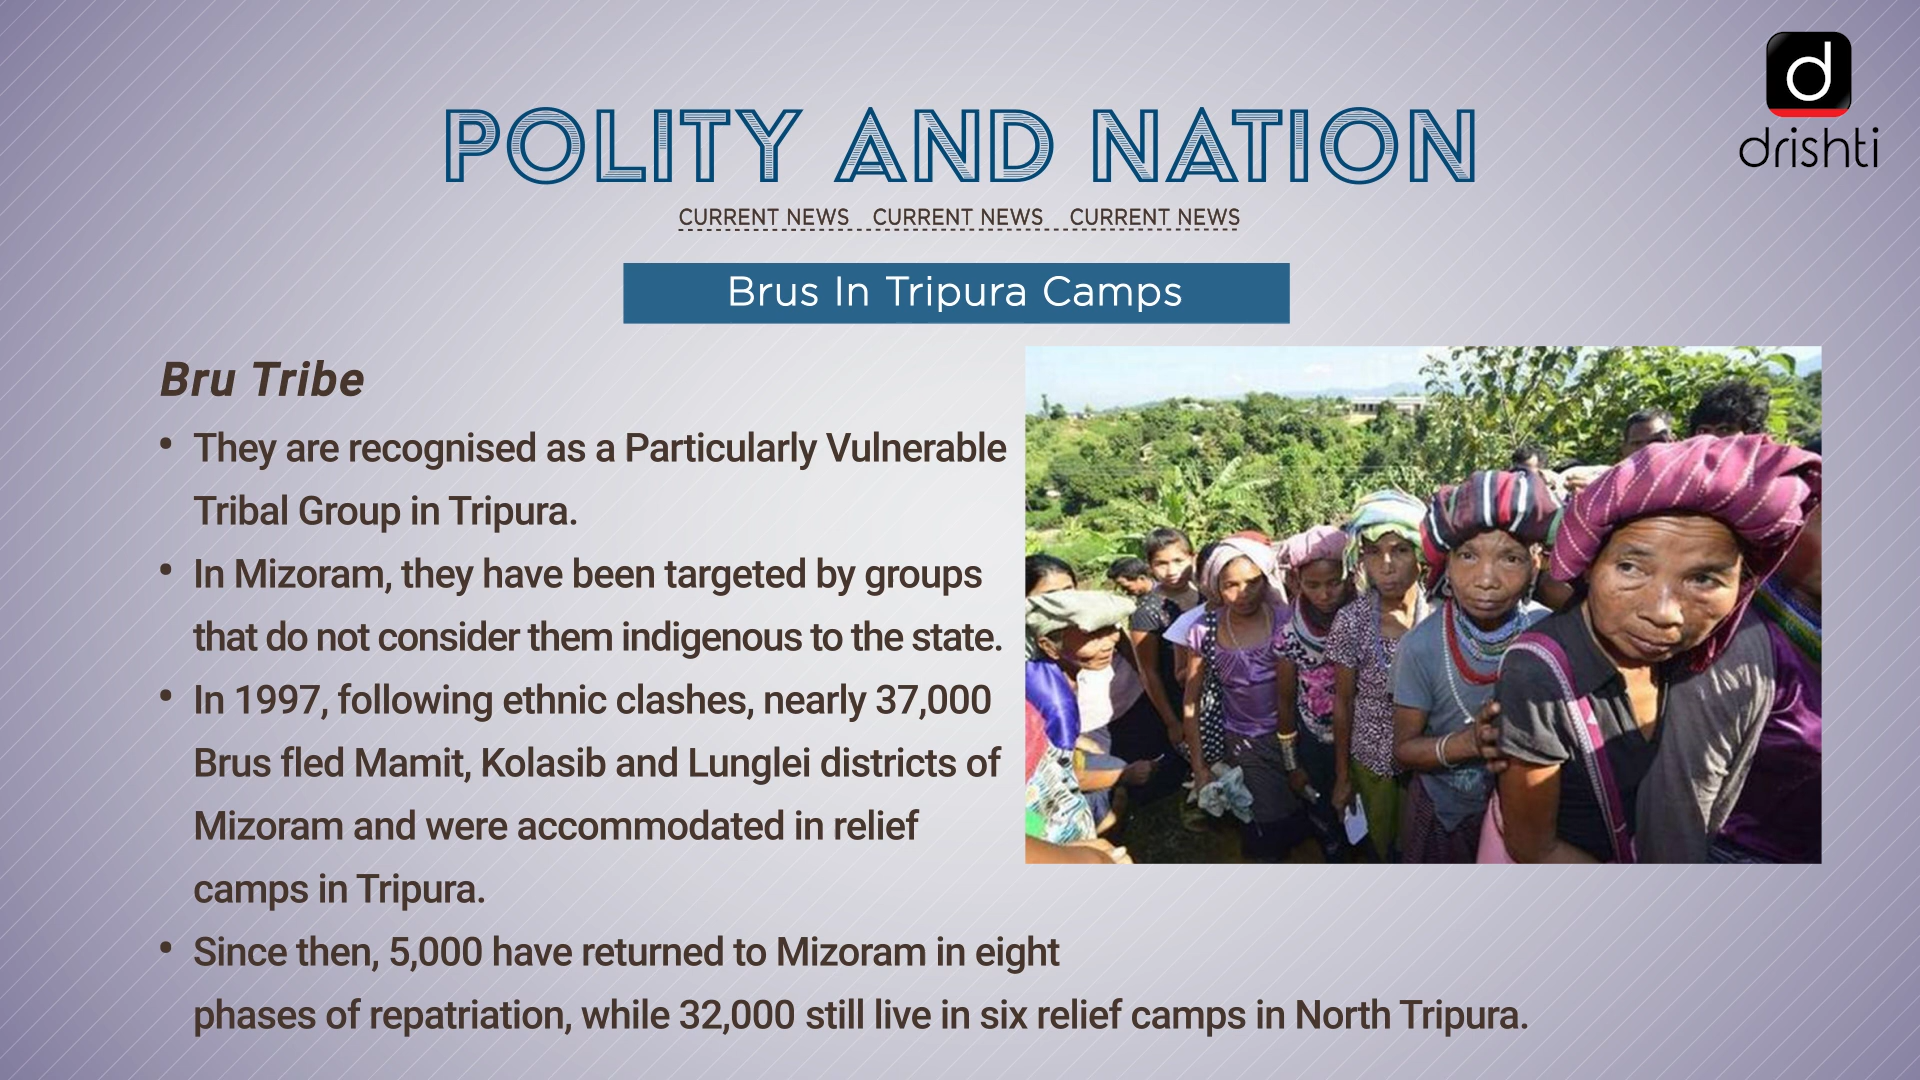 d
drishti
POLITY AND NATION
CURRENT NEWS CURRENT NEWS CURRENT NEWS
Brus In Tripura Camps
Bru Tribe
• They are recognised as a Particularly Vulnerable
Tribal Group in Tripura.
• In Mizoram, they have been targeted by groups
that do not consider them indigenous to the state.
• In 1997, following ethnic clashes, nearly 37,000
Brus fled Mamit, Kolasib and Lunglei districts of
Mizoram and were accommodated in relief
camps in Tripura.
• Since then, 5,000 have returned to Mizoram in eight
phases of repatriation, while 32,000 still live in six relief camps in North Tripura.